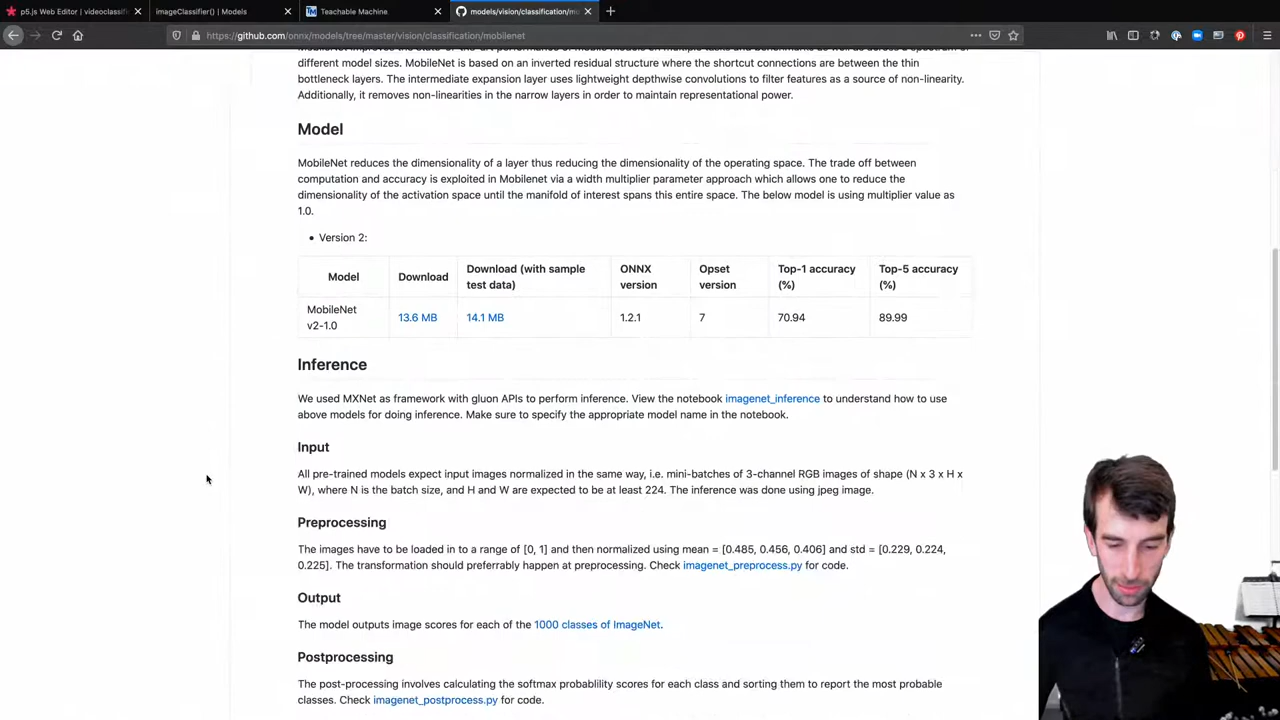 p5.js Web Editor | videoclassif
imageClassifier() | Models
Teachable Machine
models/vision/classification/mo
https://github.com/onnx/models/tree/master/vision/classification/mobilenet
different model sizes. MobileNet is based on an inverted residual structure where the shortcut connections are between the thin
bottleneck layers. The intermediate expansion layer uses lightweight depthwise convolutions to filter features as a source of non-linearity.
Additionally, it removes non-linearities in the narrow layers in order to maintain representational power.
Model
MobileNet reduces the dimensionality of a layer thus reducing the dimensionality of the operating space. The trade off between
computation and accuracy is exploited in Mobilenet via a width multiplier parameter approach which allows one to reduce the
dimensionality of the activation space until the manifold of interest spans this entire space. The below model is using multiplier value as
1.0.
• Version 2:
Model Download Download (with sample test data) ONNX version Opset version Top-1 accuracy (%) Top-5 accuracy (%)
MobileNet v2-1.0 13.6 MB 14.1 MB 1.2.1 7 70.94 89.99
Inference
We used MXNet as framework with gluon APIs to perform inference. View the notebook imagenet_inference to understand how to use
above models for doing inference. Make sure to specify the appropriate model name in the notebook.
Input
All pre-trained models expect input images normalized in the same way, i.e. mini-batches of 3-channel RGB images of shape (N x 3 x H x
W), where N is the batch size, and H and W are expected to be at least 224. The inference was done using jpeg image.
Preprocessing
The images have to be loaded in to a range of [0, 1] and then normalized using mean = [0.485, 0.456, 0.406] and std = [0.229, 0.224,
0.225]. The transformation should preferrably happen at preprocessing. Check imagenet_preprocess.py for code.
Output
The model outputs image scores for each of the 1000 classes of ImageNet.
Postprocessing
The post-processing involves calculating the softmax probablility scores for each class and sorting them to report the most probable
classes. Check imagenet_postprocess.py for code.